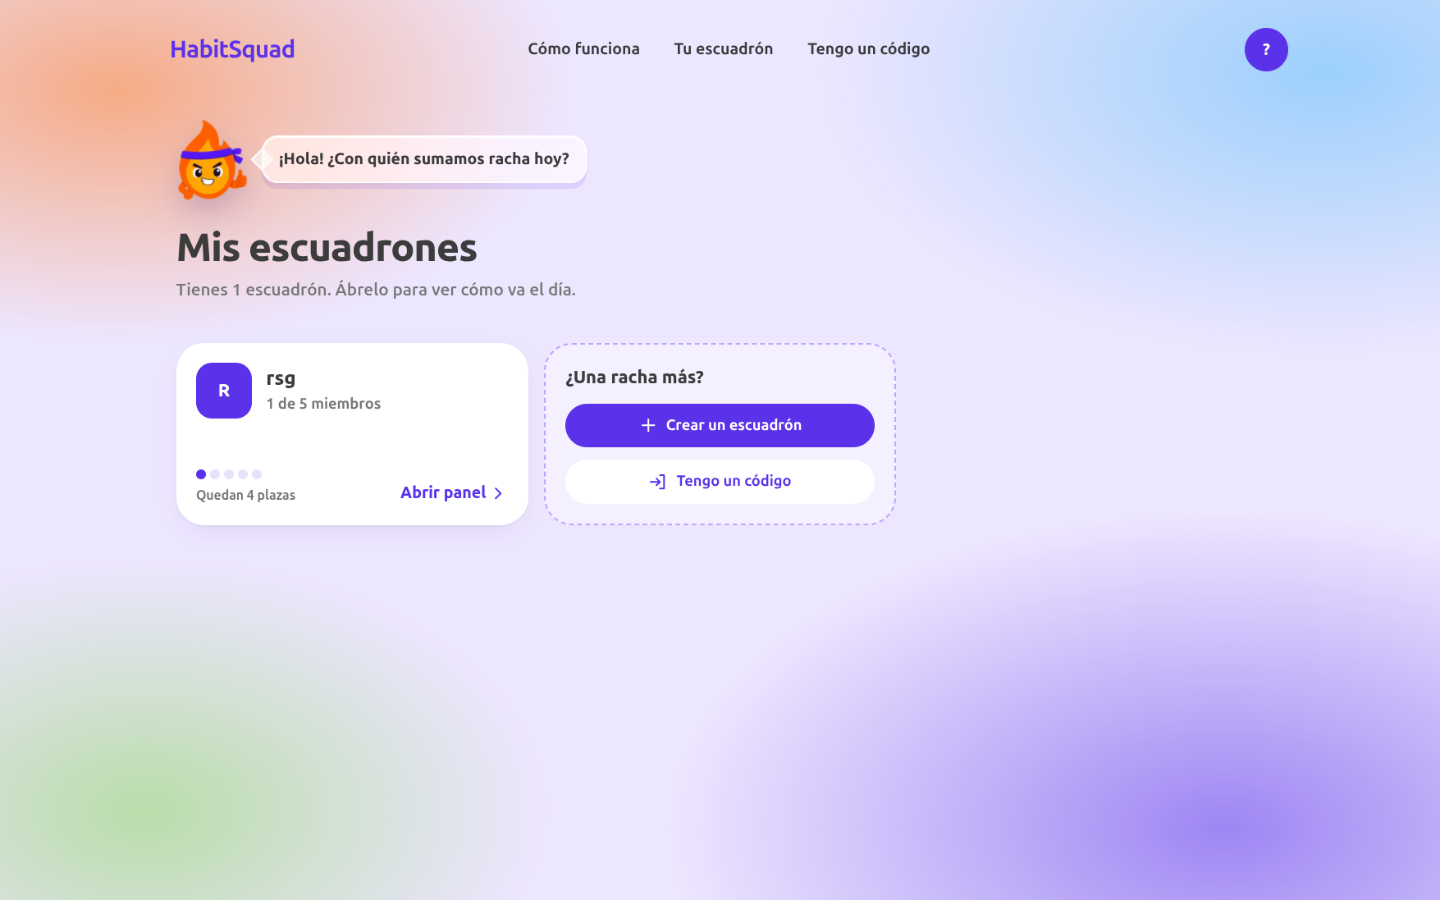 HabitSquad
Cómo funciona
Tu escuadrón
Tengo un código
?
¡Hola! ¿Con quién sumamos racha hoy?
Mis escuadrones
Tienes 1 escuadrón. Ábrelo para ver cómo va el día.
R
rsg
1 de 5 miembros
Quedan 4 plazas
Abrir panel
¿Una racha más?
Crear un escuadrón
Tengo un código